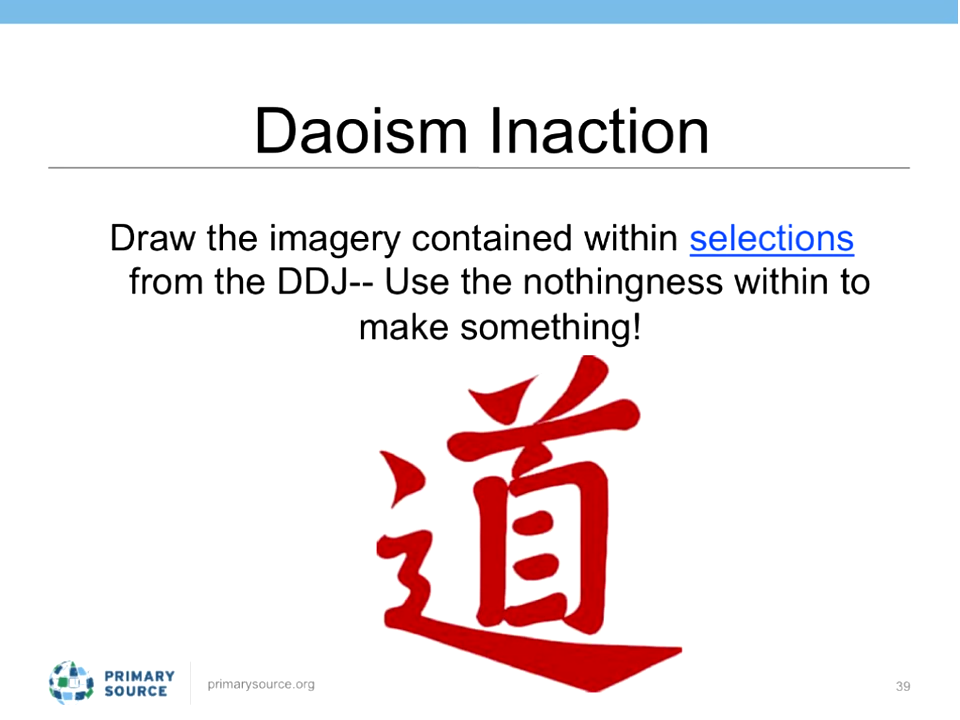 Daoism Inaction
Draw the imagery contained within selections
from the DDJ-- Use the nothingness within to
make something!
道
PRIMARY
SOURCE
primarysource.org
39